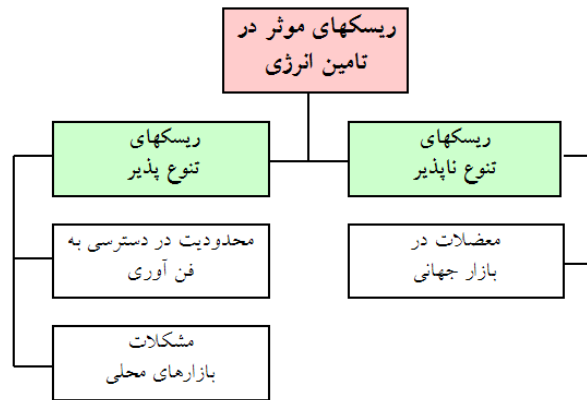 ریسکهای موثر در
تامین انرژی
ریسکهای
تنوع ناپذیر
ریسکهای
تنوع پذیر
معضلات در
بازار جهانی
محدودیت در دسترسی به
فن آوری
مشکلات
بازارهای محلی